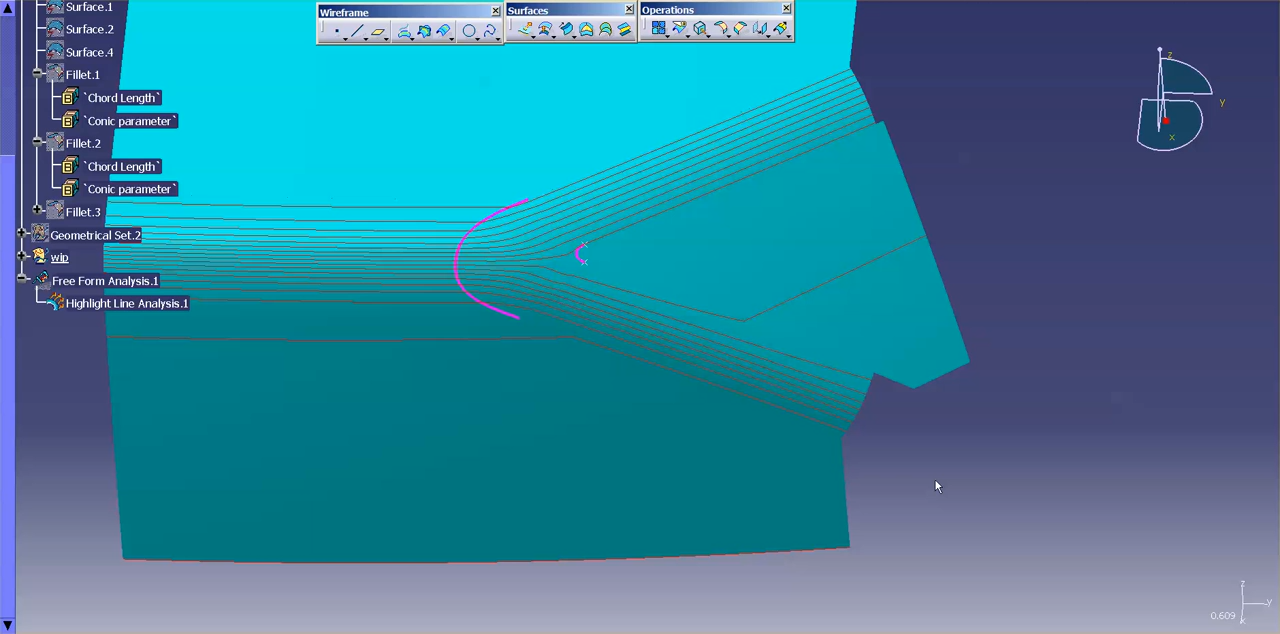 Surface.1
Surface.2
Surface.4
Fillet.1
`Chord Length`
`Conic parameter`
Fillet.2
`Chord Length`
`Conic parameter`
Fillet.3
Geometrical Set.2
wip
Free Form Analysis.1
Highlight Line Analysis.1
Wireframe
Surfaces
Operations
z
y
x
z
y
x
0.609